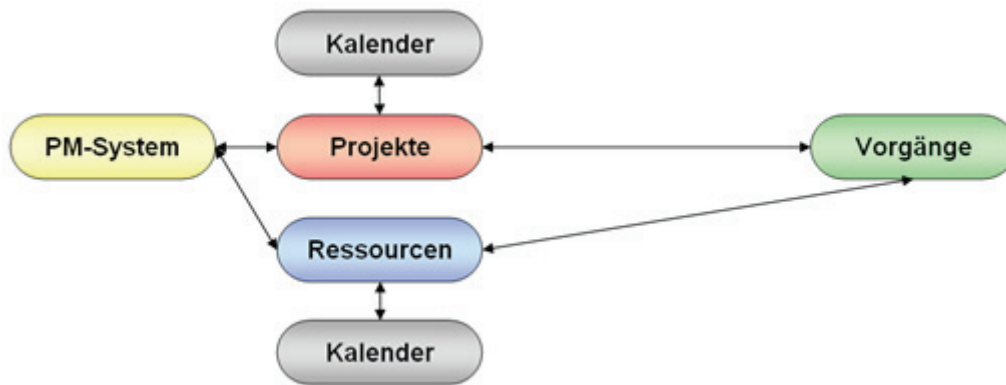 Kalender
PM-System
Projekte
Vorgänge
Ressourcen
Kalender